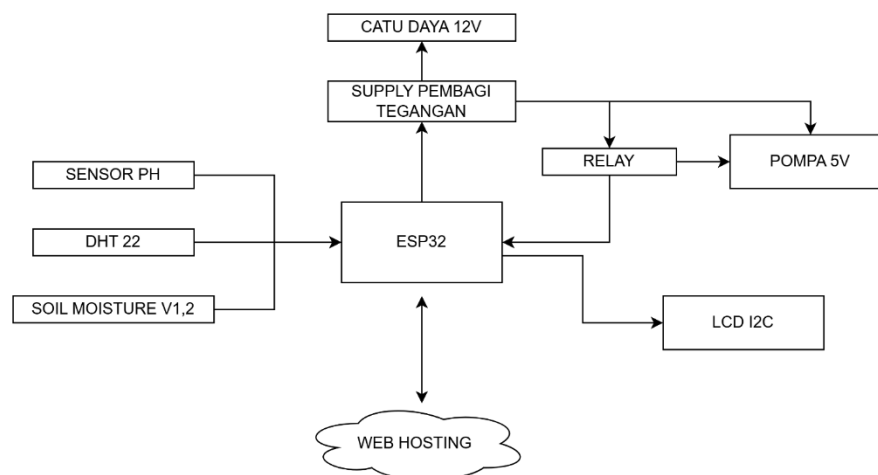 CATU DAYA 12V
SUPPLY PEMBAGI
TEGANGAN
RELAY
POMPA 5V
SENSOR PH
DHT 22
ESP32
SOIL MOISTURE V1,2
LCD I2C
WEB HOSTING